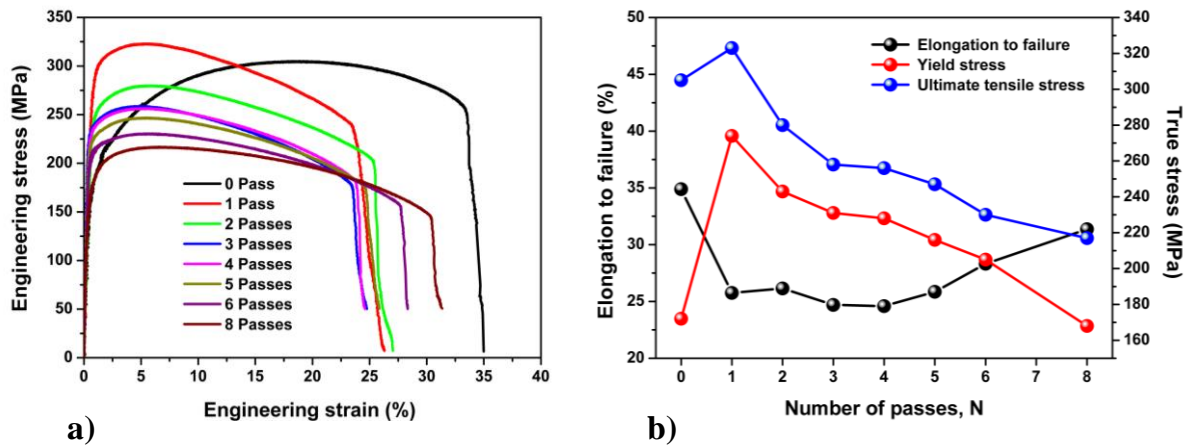 350
300
250
200
150
100
50
0
Engineering stress (MPa)
0 Pass
1 Pass
2 Passes
3 Passes
4 Passes
5 Passes
6 Passes
8 Passes
0 5 10 15 20 25 30 35 40
Engineering strain (%)
a)
50
45
40
35
30
25
20
Elongation to failure (%)
Elongation to failure
Yield stress
Ultimate tensile stress
340
320
300
280
260
240
220
200
180
160
True stress (MPa)
0 1 2 3 4 5 6 7 8
Number of passes, N
b)